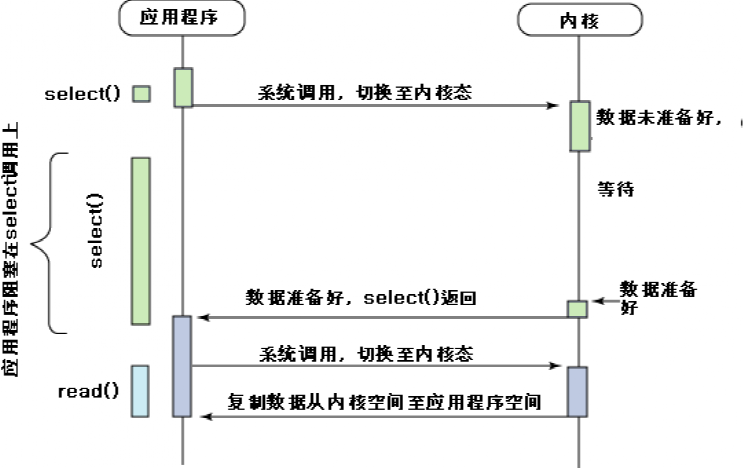 应用程序
内核
select()
系统调用，切换至内核态
数据未准备好，
等待
应用程序阻塞在select调用上
select()
数据准备好，select()返回
数据准备
好
系统调用，切换至内核态
read()
复制数据从内核空间至应用程序空间